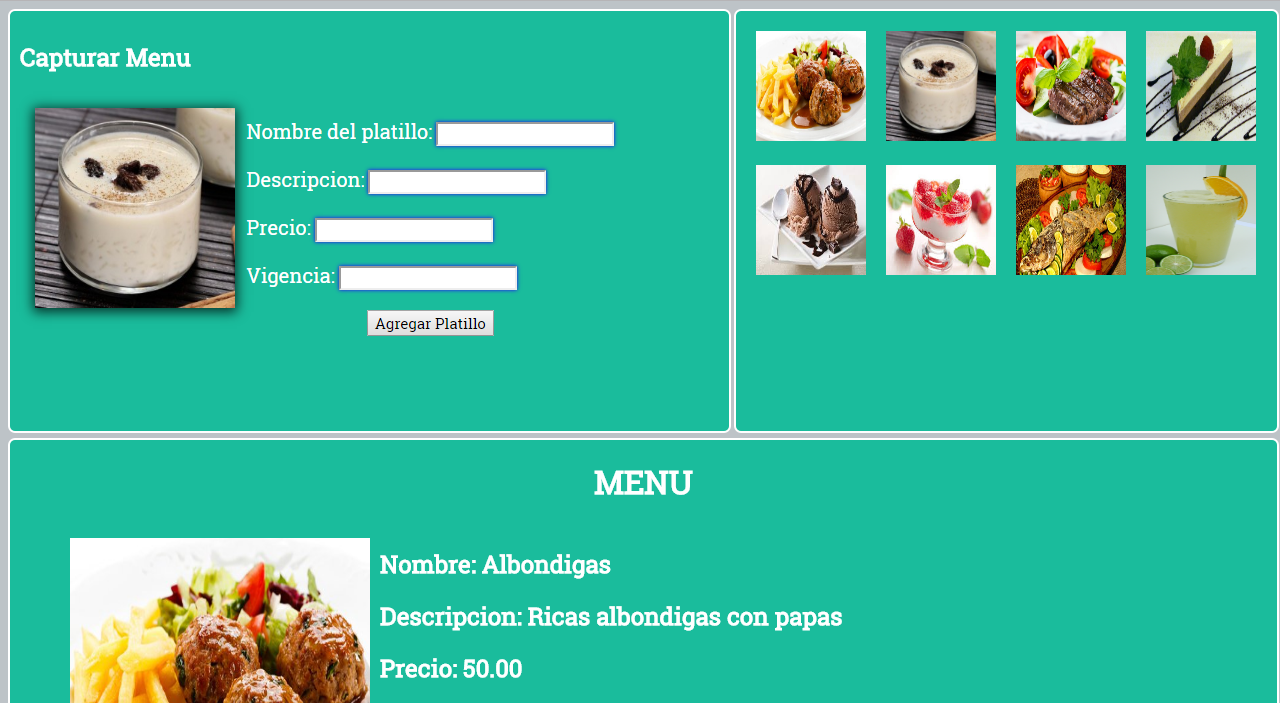 Capturar Menu
Nombre del platillo:
Descripcion:
Precio:
Vigencia:
Agregar Platillo
MENU
Nombre: Albondigas
Descripcion: Ricas albondigas con papas
Precio: 50.00